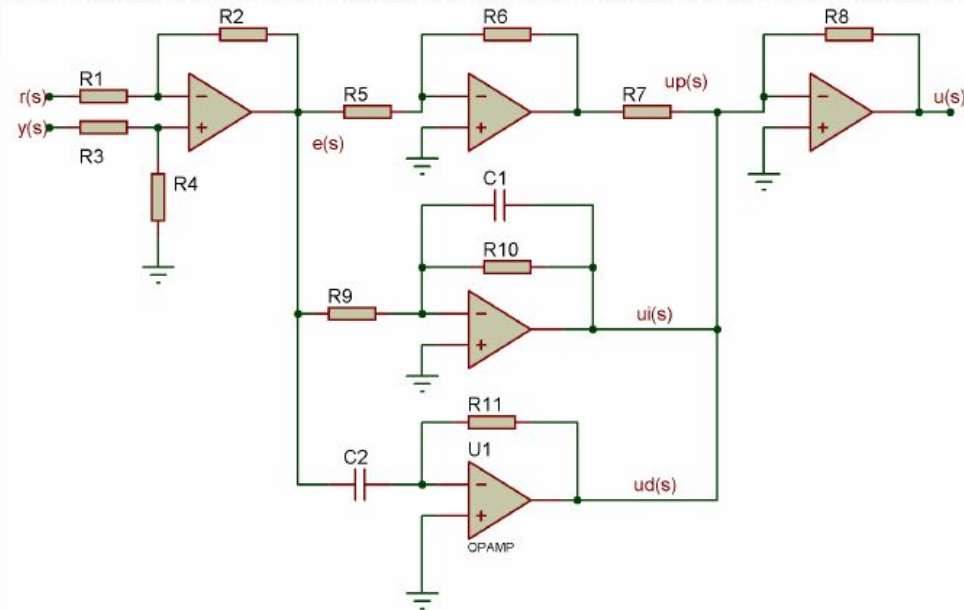 R2
R6
R8
R1
r(s)
R5
up(s)
R7
u(s)
y(s)
R3
e(s)
R4
C1
R10
R9
ui(s)
R11
U1
C2
ud(s)
OPAMP